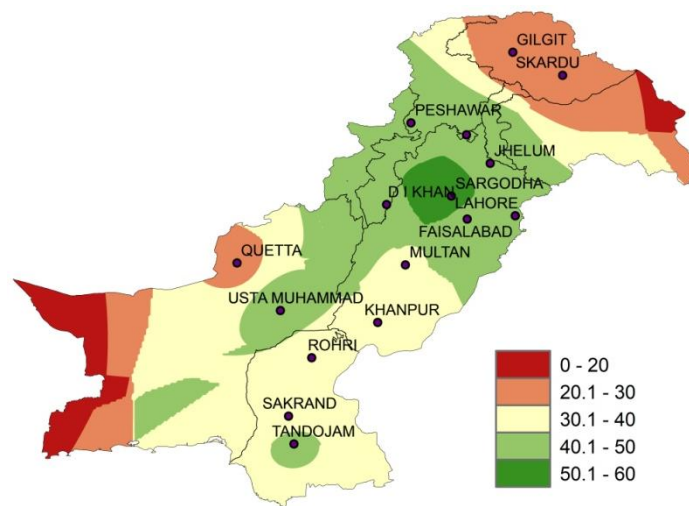 GILGIT
SKARDU
PESHAWAR
JHELUM
D I KHAN
SARGODHA
LAHORE
FAISALABAD
QUETTA
MULTAN
USTA MUHAMMAD
KHANPUR
ROHRI
SAKRAND
TANDOJAM
0 - 20
20.1 - 30
30.1 - 40
40.1 - 50
50.1 - 60